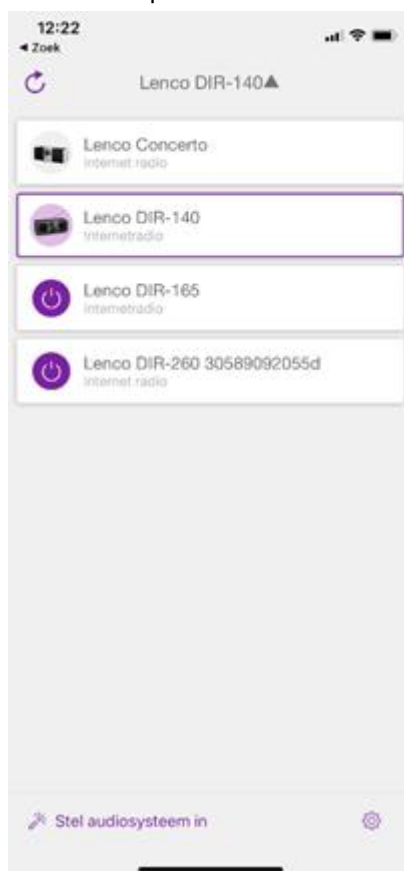 12:22
◀ Zoek
Lenco DIR-140▲
Lenco Concerto
Internet radio
Lenco DIR-140
Internetradio
Lenco DIR-165
Internetradio
Lenco DIR-260 30589092055d
Internet radio
Stel audiosysteem in